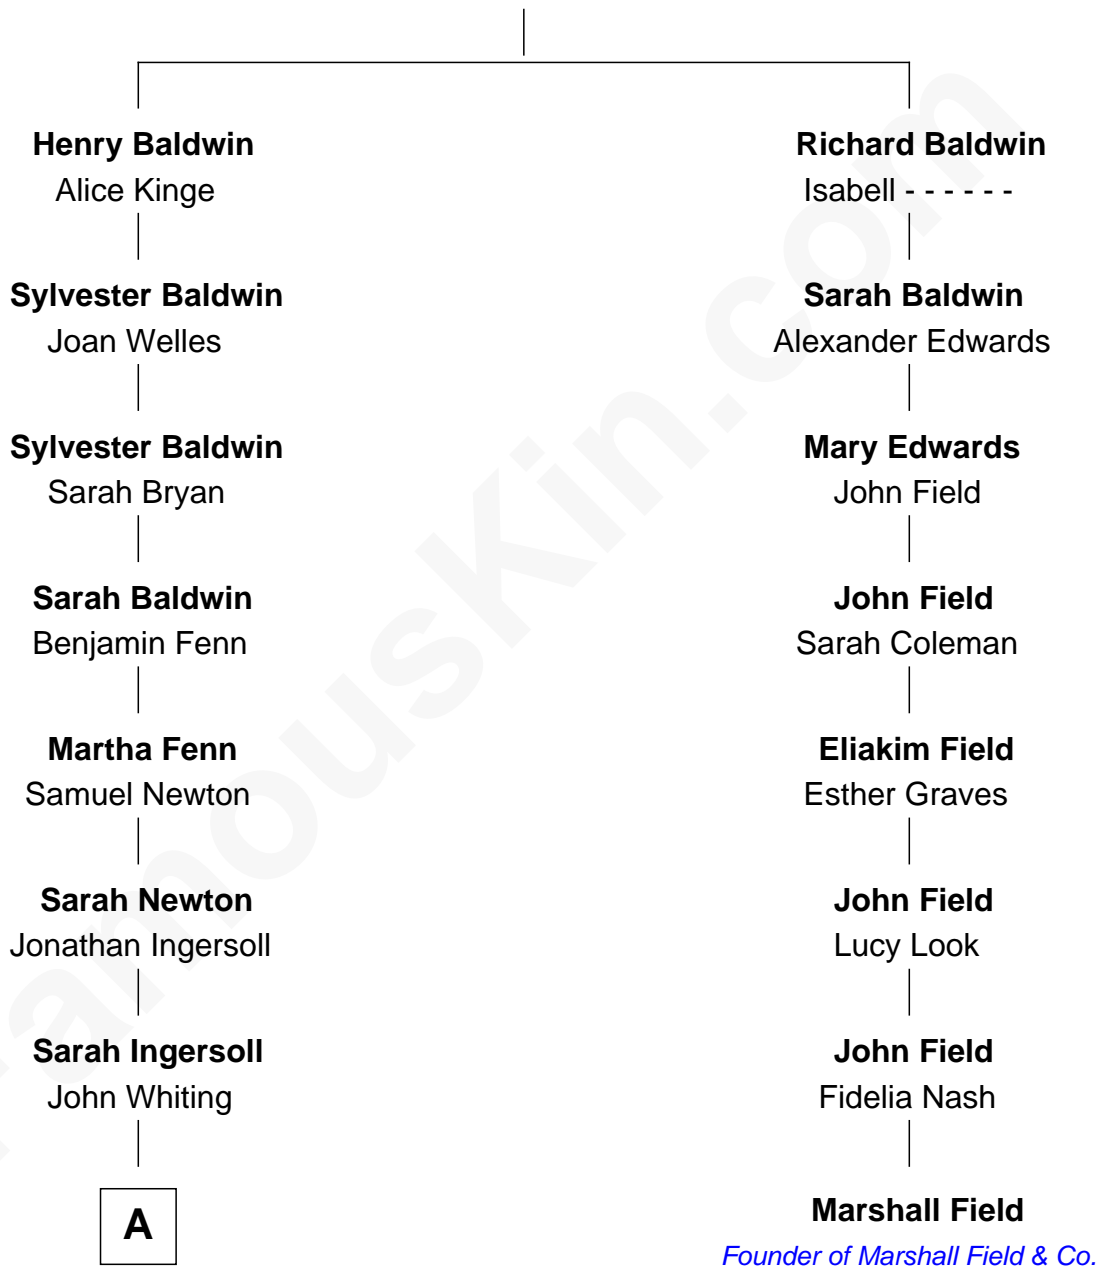 Henry Baldwin
Alice Kinge
Sylvester Baldwin
Joan Welles
Sylvester Baldwin
Sarah Bryan
Sarah Baldwin
Benjamin Fenn
Martha Fenn
Samuel Newton
Sarah Newton
Jonathan Ingersoll
Sarah Ingersoll
John Whiting
A
Richard Baldwin
Isabell - - - - - -
Sarah Baldwin
Alexander Edwards
Mary Edwards
John Field
John Field
Sarah Coleman
Eliakim Field
Esther Graves
John Field
Lucy Look
John Field
Fidelia Nash
Marshall Field
Founder of Marshall Field & Co.
FamousKin.com